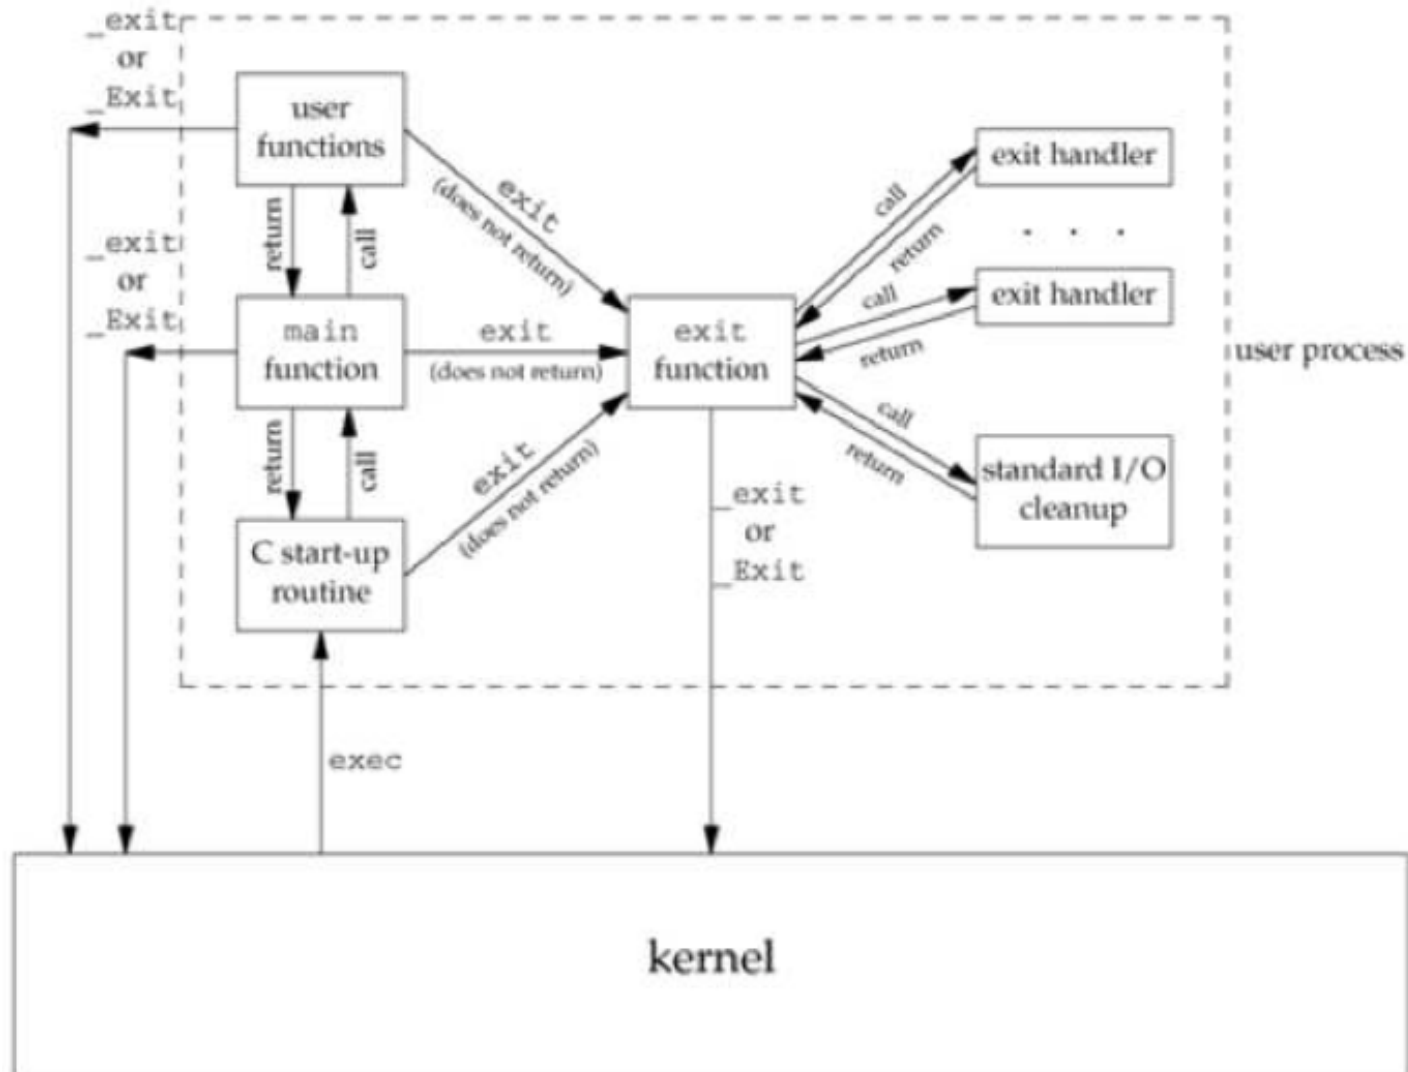 _exit
or
_Exit
user
functions
exit
(does not return)
call
return
exit handler
. . .
call
return
exit handler
return
call
_exit
or
_Exit
main
function
exit
(does not return)
exit
function
user process
return
call
exit
(does not return)
call
return
standard I/O
cleanup
C start-up
routine
_exit
or
_Exit
exec
kernel